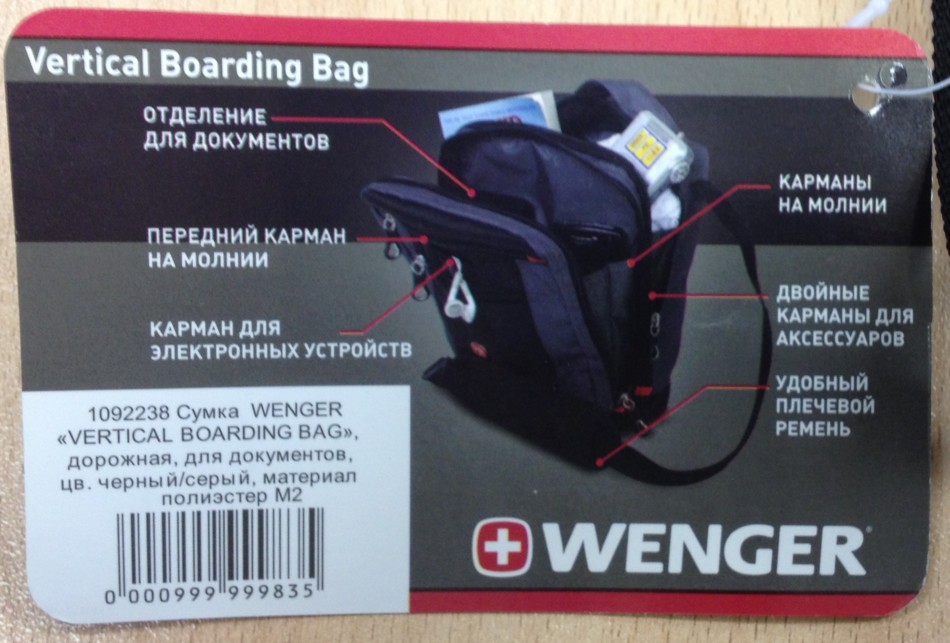 Vertical Boarding Bag
ОТДЕЛЕНИЕ
ДЛЯ ДОКУМЕНТОВ
ПЕРЕДНИЙ КАРМАН
НА МОЛНИИ
КАРМАН ДЛЯ
ЭЛЕКТРОННЫХ УСТРОЙСТВ
КАРМАНЫ
НА МОЛНИИ
ДВОЙНЫЕ
КАРМАНЫ ДЛЯ
АКСЕССУАРОВ
УДОБНЫЙ
ПЛЕЧЕВОЙ
РЕМЕНЬ
1092238 Сумка WENGER
«VERTICAL BOARDING BAG»,
дорожная, для документов,
цв. черный/серый, материал
полиэстер М2
0 000999 999835
WENGER